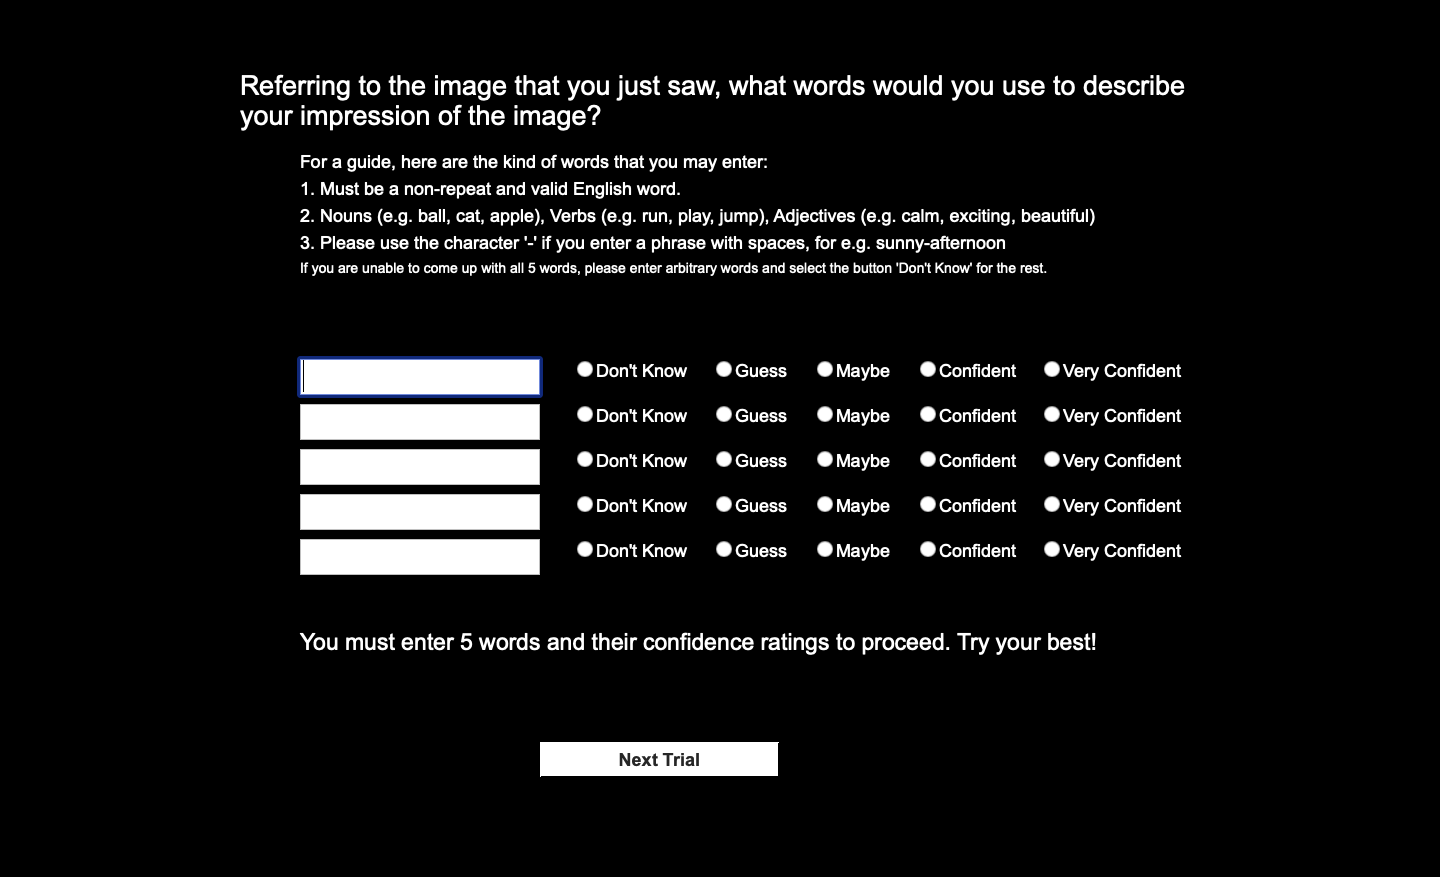 Referring to the image that you just saw, what words would you use to describe
your impression of the image?
For a guide, here are the kind of words that you may enter:
1. Must be a non-repeat and valid English word.
2. Nouns (e.g. ball, cat, apple), Verbs (e.g. run, play, jump), Adjectives (e.g. calm, exciting, beautiful)
3. Please use the character '-' if you enter a phrase with spaces, for e.g. sunny-afternoon
If you are unable to come up with all 5 words, please enter arbitrary words and select the button 'Don't Know' for the rest.
Don't Know Guess Maybe Confident Very Confident
Don't Know Guess Maybe Confident Very Confident
Don't Know Guess Maybe Confident Very Confident
Don't Know Guess Maybe Confident Very Confident
Don't Know Guess Maybe Confident Very Confident
You must enter 5 words and their confidence ratings to proceed. Try your best!
Next Trial